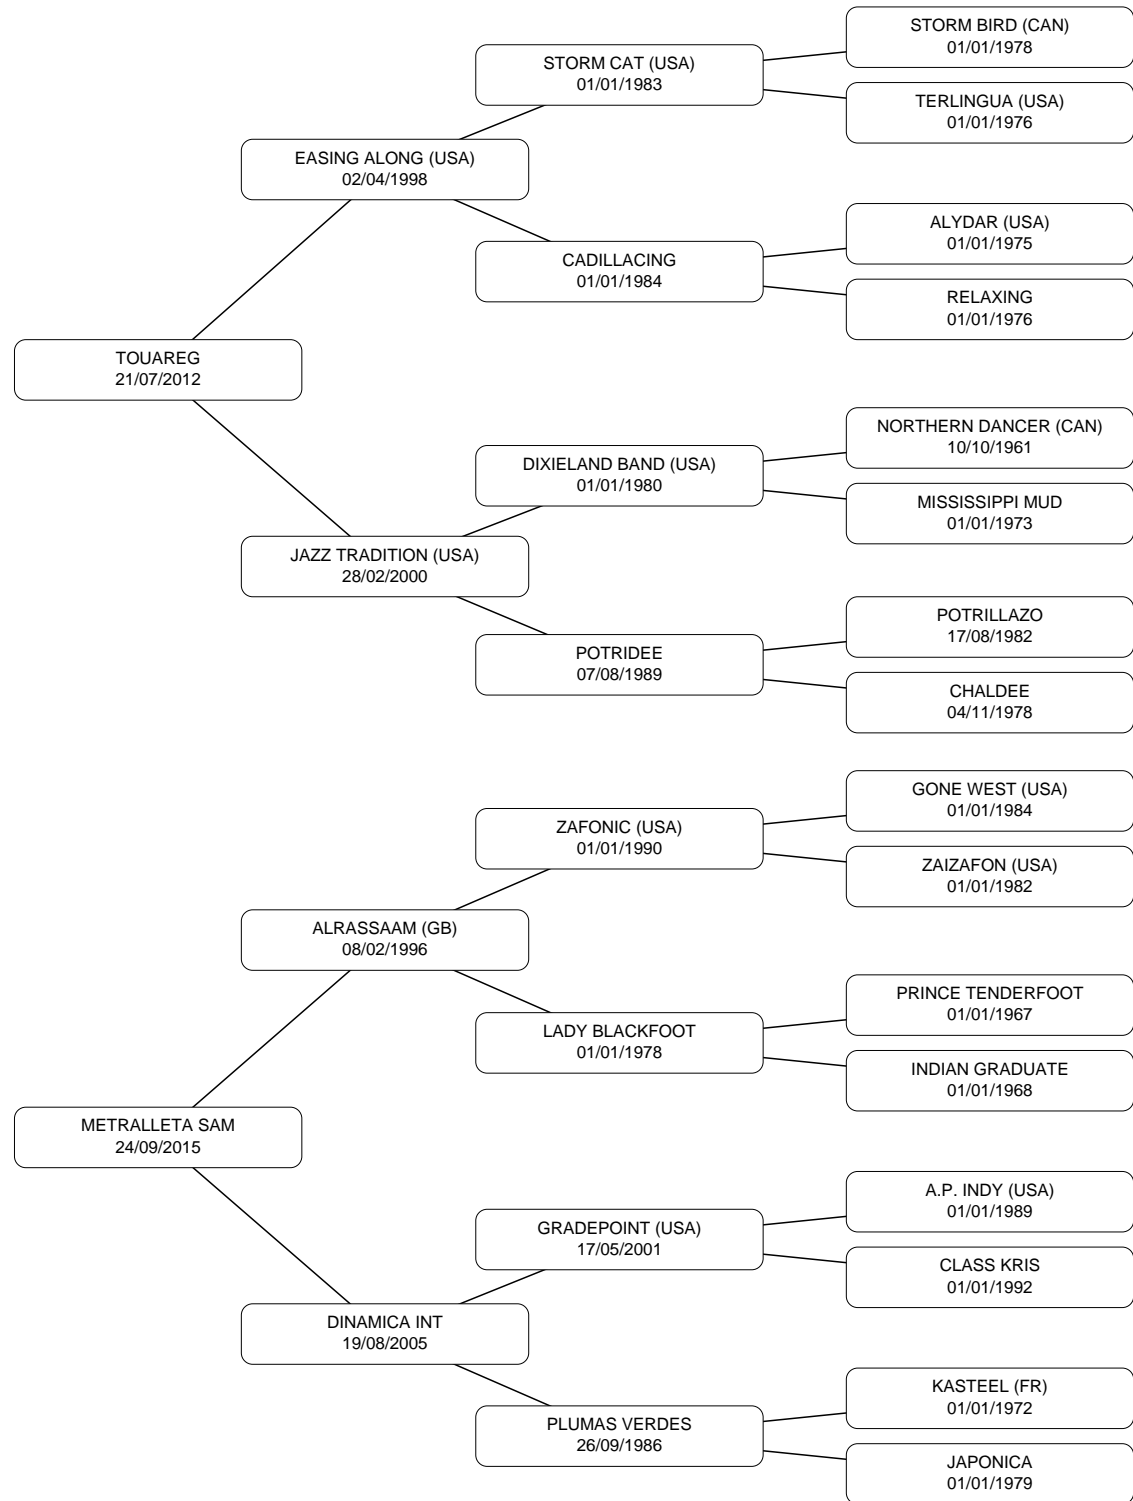 STORM BIRD (CAN)
01/01/1978
STORM CAT (USA)
01/01/1983
TERLINGUA (USA)
01/01/1976
EASING ALONG (USA)
02/04/1998
ALYDAR (USA)
01/01/1975
CADILLACING
01/01/1984
RELAXING
01/01/1976
TOUAREG
21/07/2012
NORTHERN DANCER (CAN)
10/10/1961
DIXIELAND BAND (USA)
01/01/1980
MISSISSIPPI MUD
01/01/1973
JAZZ TRADITION (USA)
28/02/2000
POTRILLAZO
17/08/1982
POTRIDEE
07/08/1989
CHALDEE
04/11/1978
GONE WEST (USA)
01/01/1984
ZAFONIC (USA)
01/01/1990
ZAIZAFON (USA)
01/01/1982
ALRASSAAM (GB)
08/02/1996
PRINCE TENDERFOOT
01/01/1967
LADY BLACKFOOT
01/01/1978
INDIAN GRADUATE
01/01/1968
METRALLETA SAM
24/09/2015
A.P. INDY (USA)
01/01/1989
GRADEPOINT (USA)
17/05/2001
CLASS KRIS
01/01/1992
DINAMICA INT
19/08/2005
KASTEEL (FR)
01/01/1972
PLUMAS VERDES
26/09/1986
JAPONICA
01/01/1979